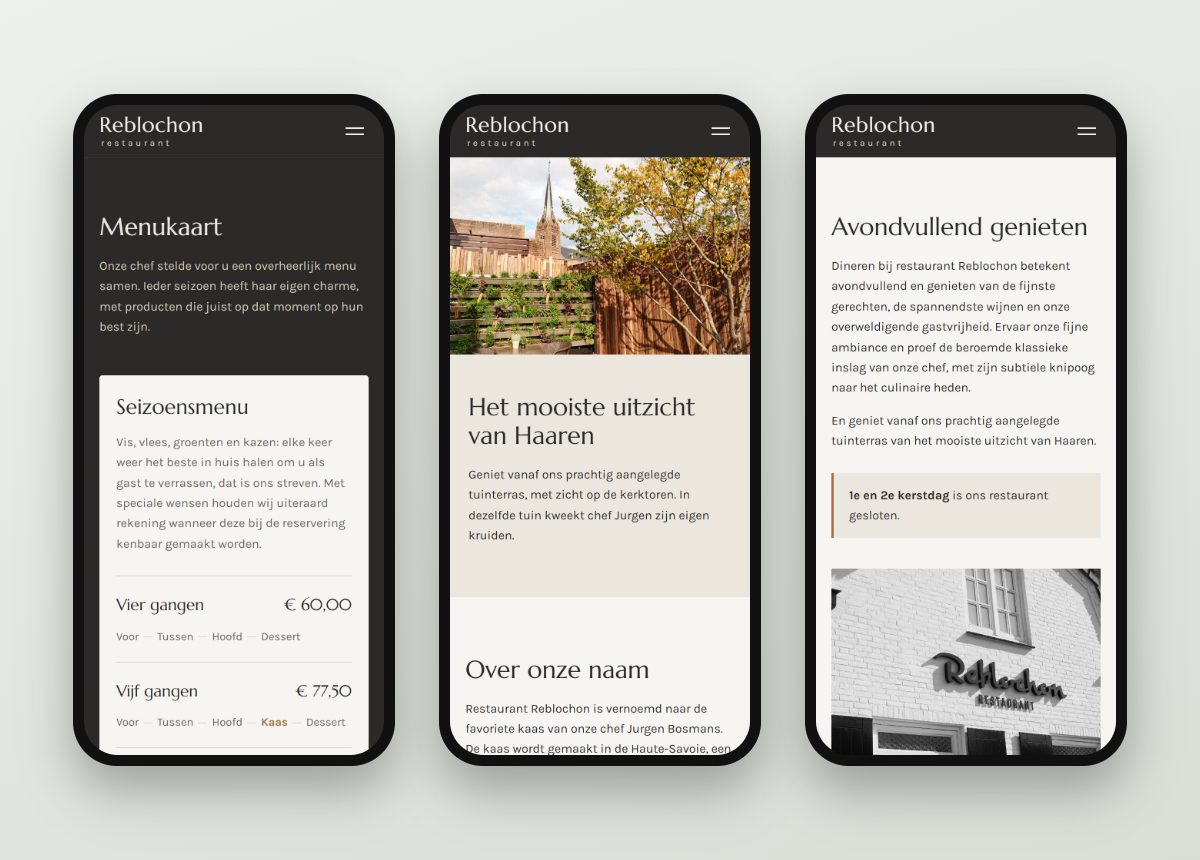 Reblochon
restaurant
Menukaart
Onze chef stelde voor u een overheerlijk menu
samen. Ieder seizoen heeft haar eigen charme,
met producten die juist op dat moment op hun
best zijn.
Seizoensmenu
Vis, vlees, groenten en kazen: elke keer
weer het beste in huis halen om u als
gast te verrassen, dat is ons streven. Met
speciale wensen houden wij uiteraard
rekening wanneer deze bij de reservering
kenbaar gemaakt worden.
Vier gangen € 60,00
Voor — Tussen — Hoofd — Dessert
Vijf gangen € 77,50
Voor — Tussen — Hoofd — Kaas — Dessert
Reblochon
restaurant
Het mooiste uitzicht
van Haaren
Geniet vanaf ons prachtig aangelegde
tuinterras, met zicht op de kerktoren. In
dezelfde tuin kweekt chef Jurgen zijn eigen
kruiden.
Over onze naam
Restaurant Reblochon is vernoemd naar de
favoriete kaas van onze chef Jurgen Bosmans.
De kaas wordt gemaakt in de Haute-Savoie, een
Reblochon
restaurant
Avondvullend genieten
Dineren bij restaurant Reblochon betekent
avondvullend en genieten van de fijnste
gerechten, de spannendste wijnen en onze
overweldigende gastvrijheid. Ervaar onze fijne
ambiance en proef de beroemde klassieke
inslag van onze chef, met zijn subtiele knipoog
naar het culinaire heden.
En geniet vanaf ons prachtig aangelegde
tuinterras van het mooiste uitzicht van Haaren.
1e en 2e kerstdag is ons restaurant
gesloten.
Reblochon
RESTAURANT